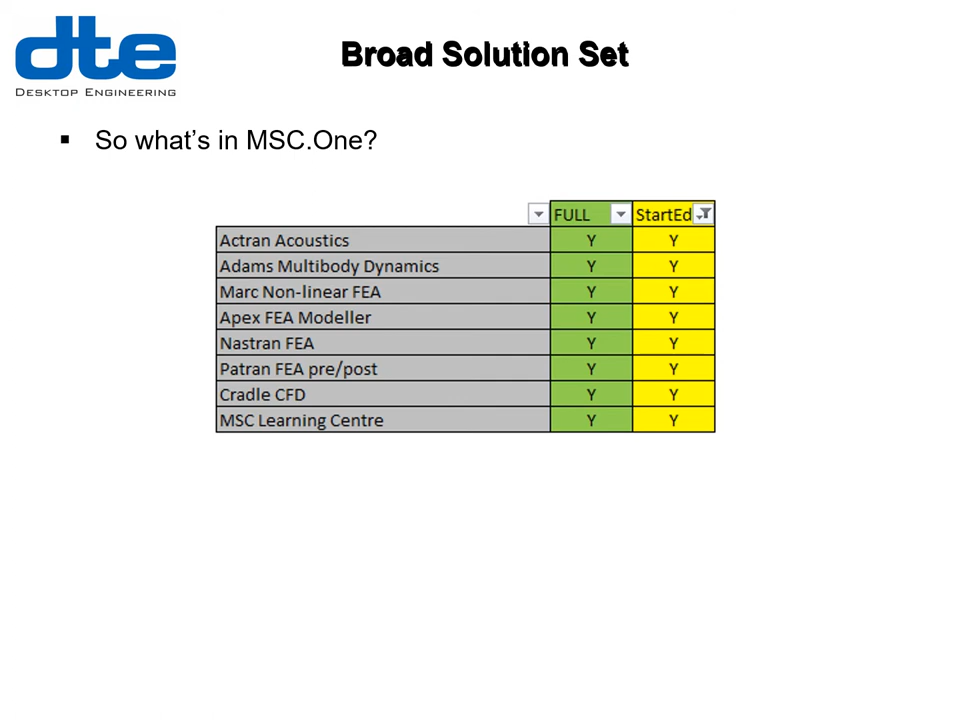 dte
DESKTOP ENGINEERING
Broad Solution Set
▪ So what's in MSC.One?
FULL StartEd
Actran Acoustics Y Y
Adams Multibody Dynamics Y Y
Marc Non-linear FEA Y Y
Apex FEA Modeller Y Y
Nastran FEA Y Y
Patran FEA pre/post Y Y
Cradle CFD Y Y
MSC Learning Centre Y Y